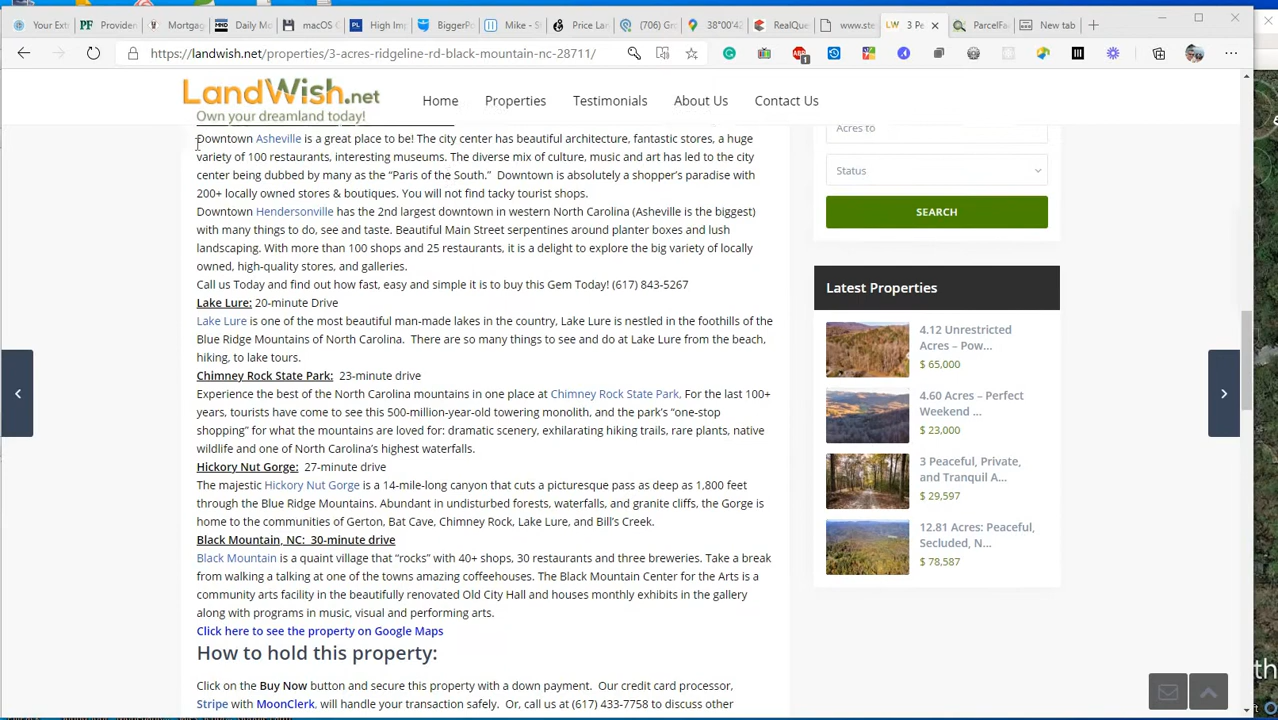 Your Ext
Providen
Mortgag
Daily Mo
macOS (
High Imp
BiggerPo
Mike - S
Price Lan
(706) Go
38°00'43
RealQue
www.ste
3 Pe
ParcelFa
New tab
https://landwish.net/properties/3-acres-ridgeline-rd-black-mountain-nc-28711/
LandWish.net
Own your dreamland today!
Home
Properties
Testimonials
About Us
Contact Us
Downtown Asheville is a great place to be! The city center has beautiful architecture, fantastic stores, a huge
variety of 100 restaurants, interesting museums. The diverse mix of culture, music and art has led to the city
center being dubbed by many as the “Paris of the South.”  Downtown is absolutely a shopper’s paradise with
200+ locally owned stores & boutiques. You will not find tacky tourist shops.
Downtown Hendersonville has the 2nd largest downtown in western North Carolina (Asheville is the biggest)
with many things to do, see and taste. Beautiful Main Street serpentines around planter boxes and lush
landscaping. With more than 100 shops and 25 restaurants, it is a delight to explore the big variety of locally
owned, high-quality stores, and galleries.
Call us Today and find out how fast, easy and simple it is to buy this Gem Today! (617) 843-5267
Lake Lure: 20-minute Drive
Lake Lure is one of the most beautiful man-made lakes in the country, Lake Lure is nestled in the foothills of the
Blue Ridge Mountains of North Carolina.  There are so many things to see and do at Lake Lure from the beach,
hiking, to lake tours.
Chimney Rock State Park:  23-minute drive
Experience the best of the North Carolina mountains in one place at Chimney Rock State Park. For the last 100+
years, tourists have come to see this 500-million-year-old towering monolith, and the park’s “one-stop
shopping” for what the mountains are loved for: dramatic scenery, exhilarating hiking trails, rare plants, native
wildlife and one of North Carolina’s highest waterfalls.
Hickory Nut Gorge:  27-minute drive
The majestic Hickory Nut Gorge is a 14-mile-long canyon that cuts a picturesque pass as deep as 1,800 feet
through the Blue Ridge Mountains. Abundant in undisturbed forests, waterfalls, and granite cliffs, the Gorge is
home to the communities of Gerton, Bat Cave, Chimney Rock, Lake Lure, and Bill’s Creek.
Black Mountain, NC:  30-minute drive
Black Mountain is a quaint village that “rocks” with 40+ shops, 30 restaurants and three breweries. Take a break
from walking a talking at one of the towns amazing coffeehouses. The Black Mountain Center for the Arts is a
community arts facility in the beautifully renovated Old City Hall and houses monthly exhibits in the gallery
along with programs in music, visual and performing arts.
Click here to see the property on Google Maps
How to hold this property:
Click on the Buy Now button and secure this property with a down payment.  Our credit card processor,
Stripe with MoonClerk, will handle your transaction safely.  Or, call us at (617) 433-7758 to discuss other
Acres to
Status
SEARCH
Latest Properties
4.12 Unrestricted
Acres – Pow...
$ 65,000
4.60 Acres – Perfect
Weekend ...
$ 23,000
3 Peaceful, Private,
and Tranquil A...
$ 29,597
12.81 Acres: Peaceful,
Secluded, N...
$ 78,587